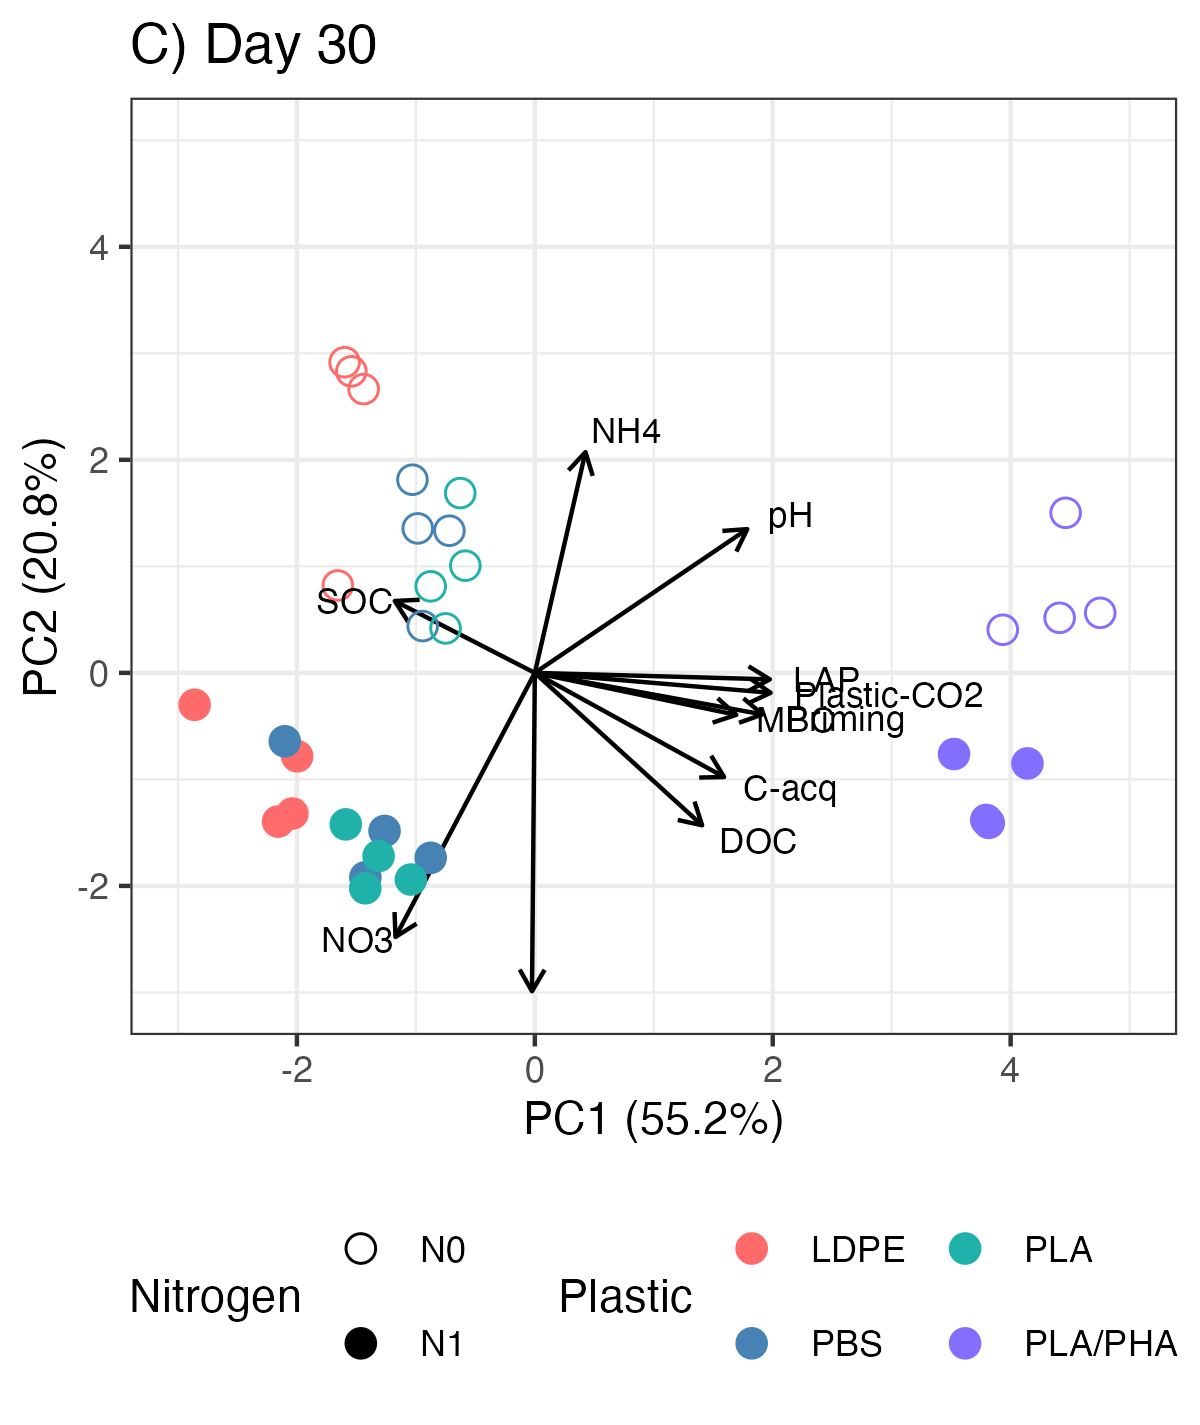 C) Day 30
PC2 (20.8%)
4
2
0
-2
NH4
pH
SOC
LAP
Plastic-CO2
MBC
Priming
C-acq
DOC
NO3
-2
0
2
4
PC1 (55.2%)
Nitrogen
N0
N1
Plastic
LDPE
PLA
PBS
PLA/PHA